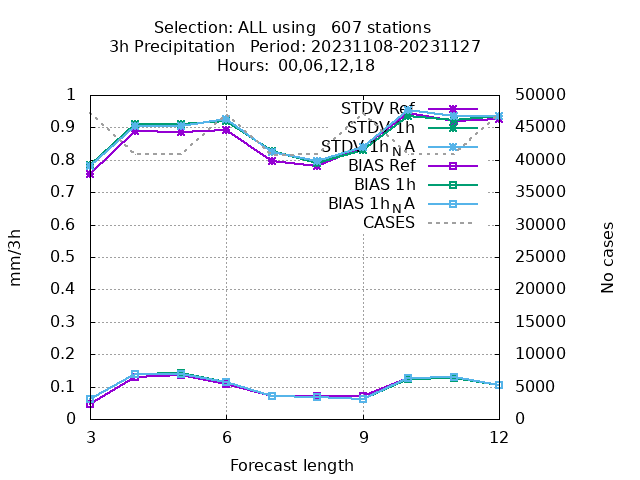 Selection: ALL using   607 stations
3h Precipitation   Period: 20231108-20231127
Hours:  00,06,12,18
1
0.9
0.8
0.7
0.6
0.5
0.4
0.3
0.2
0.1
0
50000
45000
40000
35000
30000
25000
20000
15000
10000
5000
0
STDV Ref
STDV 1h
STDV 1h_NA
BIAS Ref
BIAS 1h
BIAS 1h_NA
CASES
mm/3h
No cases
3
6
9
12
Forecast length